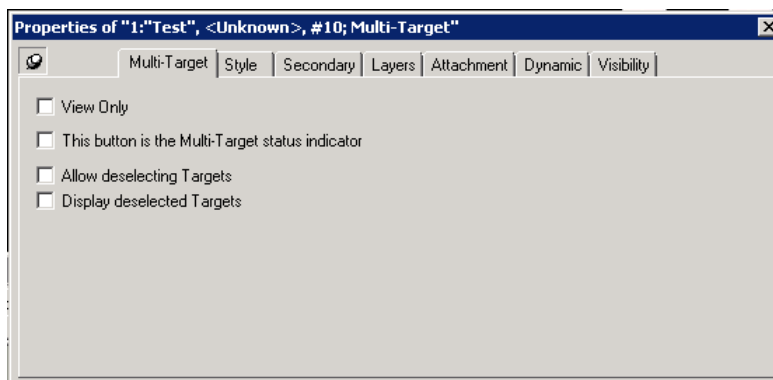 Properties of "1:"Test", <Unknown>, #10; Multi-Target"
Multi-Target Style Secondary Layers Attachment Dynamic Visibility
View Only
This button is the Multi-Target status indicator
Allow deselecting Targets
Display deselected Targets